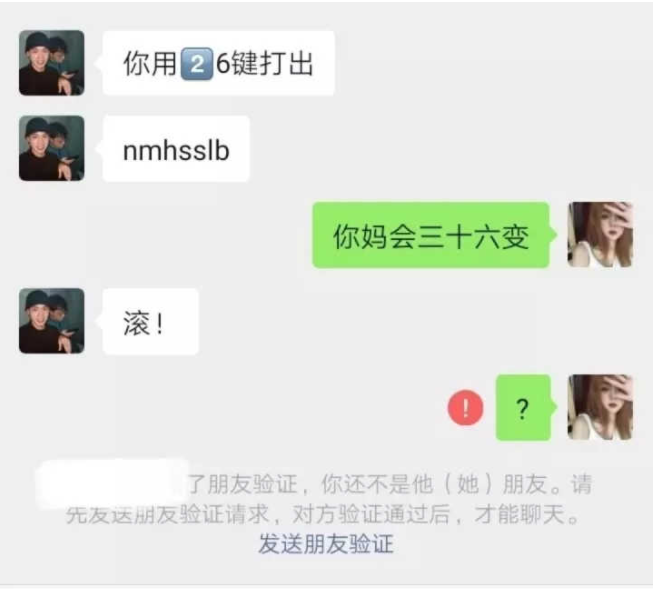 你用2️⃣6键打出
nmhsslb
你妈会三十六变
滚！
！
？
了朋友验证，你还不是他（她）朋友。请
先发送朋友验证请求，对方验证通过后，才能聊天。
发送朋友验证